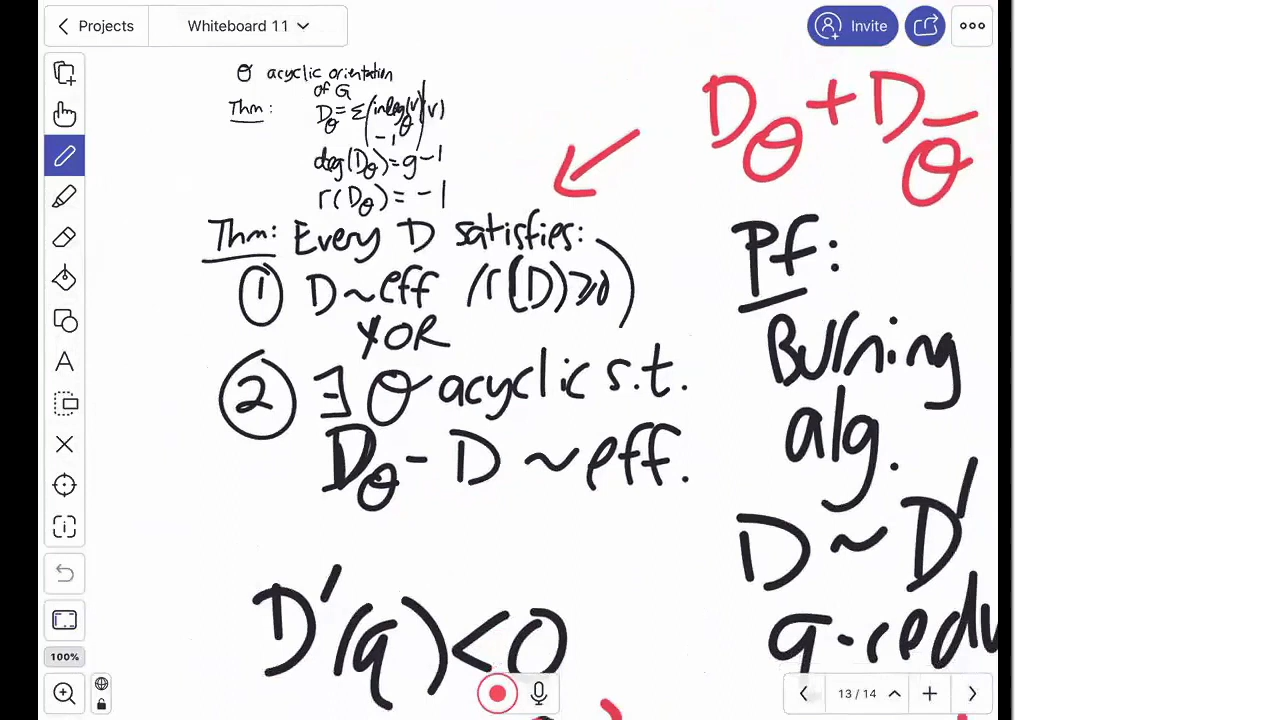 Projects
Whiteboard 11
Invite
θ acyclic orientation
of G
Thm: D_θ = Σ(indeg_θ(v) -1)(v)
deg(D_θ) = g-1
r(D_θ) = -1
Thm: Every D satisfies:
① D ~ eff (r(D) ≥ 0)
XOR
② ∃ θ acyclic s.t.
D_θ - D ~ eff.
D'(q) < 0
D_θ + D_θ̄
Pf:
Burning
alg.
D ~ D'
q-redu
100%
13 / 14